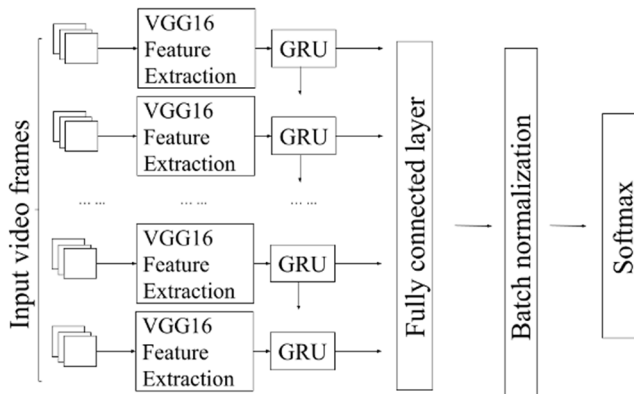 Input video frames
VGG16
Feature
Extraction
GRU
VGG16
Feature
Extraction
GRU
... ...
... ...
... ...
VGG16
Feature
Extraction
GRU
VGG16
Feature
Extraction
GRU
Fully connected layer
Batch normalization
Softmax